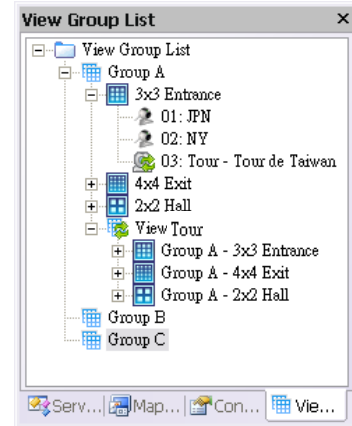 View Group List
View Group List
Group A
3x3 Entrance
01: JPN
02: NY
03: Tour - Tour de Taiwan
4x4 Exit
2x2 Hall
View Tour
Group A - 3x3 Entrance
Group A - 4x4 Exit
Group A - 2x2 Hall
Group B
Group C
Serv... Map... Con... Vie...